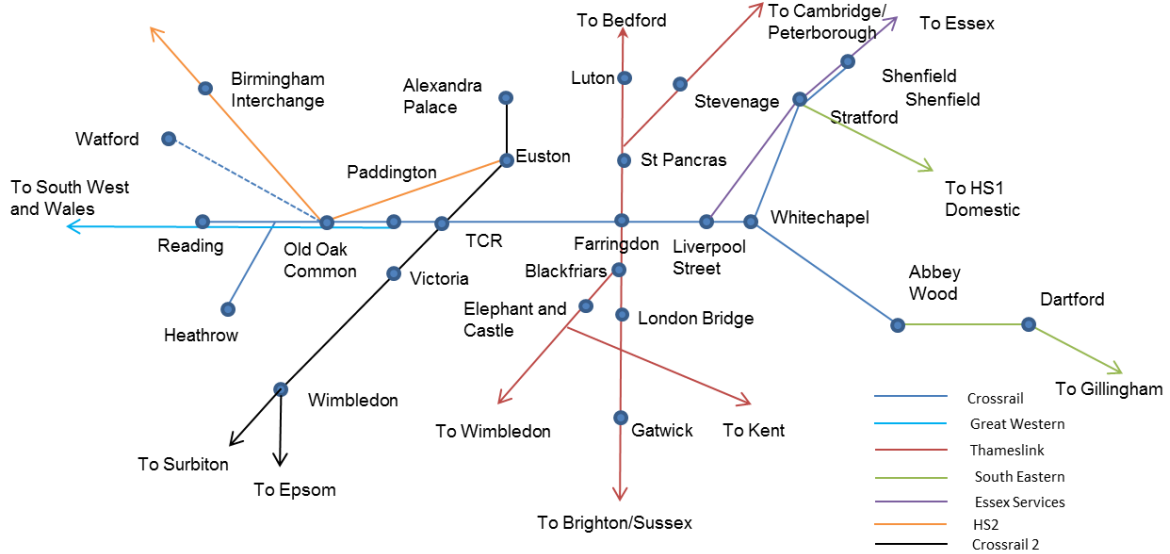 To Bedford
To Cambridge/
Peterborough
To Essex
Birmingham
Interchange
Alexandra
Palace
Luton
Stevenage
Shenfield
Shenfield
Stratford
Watford
Paddington
Euston
St Pancras
To South West
and Wales
To HS1
Domestic
Reading
Old Oak
Common
TCR
Farringdon
Liverpool
Street
Whitechapel
Victoria
Blackfriars
Abbey
Wood
Dartford
Heathrow
Elephant and
Castle
London Bridge
To Gillingham
Wimbledon
To Wimbledon
Gatwick
To Kent
To Surbiton
To Epsom
To Brighton/Sussex
Crossrail
Great Western
Thameslink
South Eastern
Essex Services
HS2
Crossrail 2